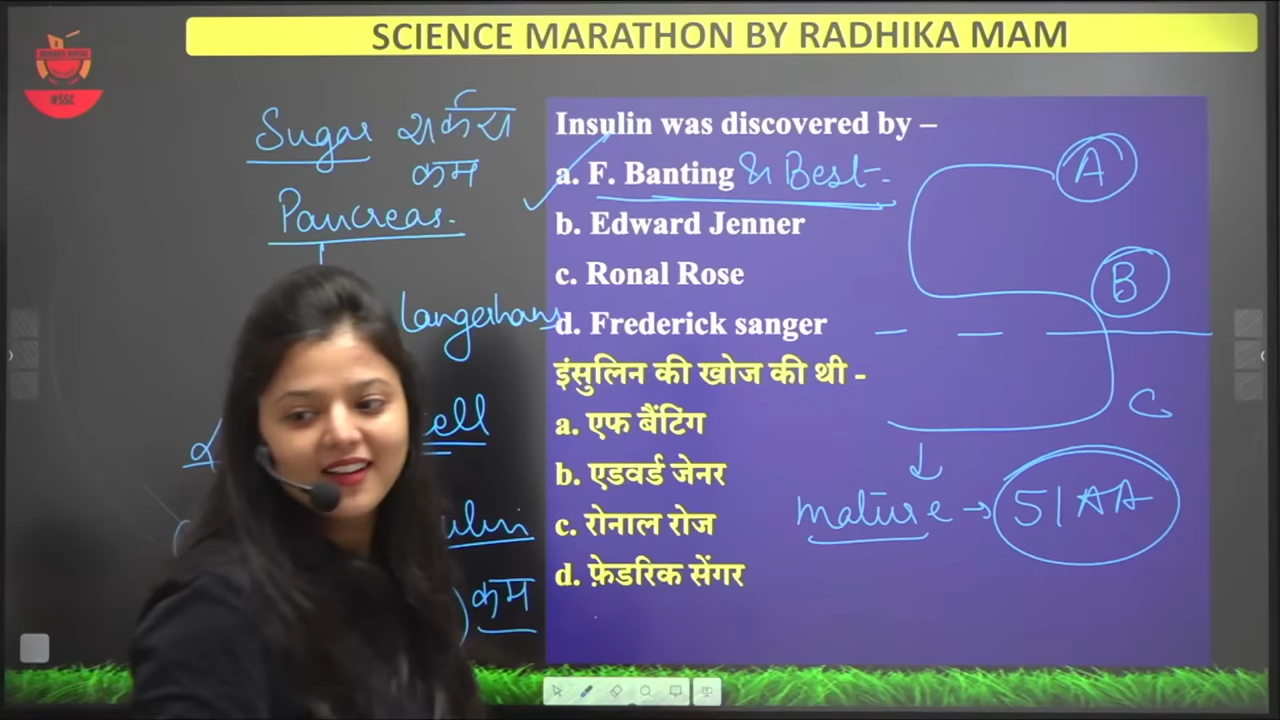 SCIENCE MARATHON BY RADHIKA MAM
#SSC
Sugar शर्करा
कम
Pancreas.
Langerhans
ell
कम
Insulin was discovered by –
a. F. Banting & Best.
b. Edward Jenner
c. Ronal Rose
d. Frederick sanger
इंसुलिन की खोज की थी -
a. एफ बैंटिंग
b. एडवर्ड जेनर
c. रोनाल रोज
d. फ़्रेडरिक सेंगर
A
B
C
mature → 51 AA